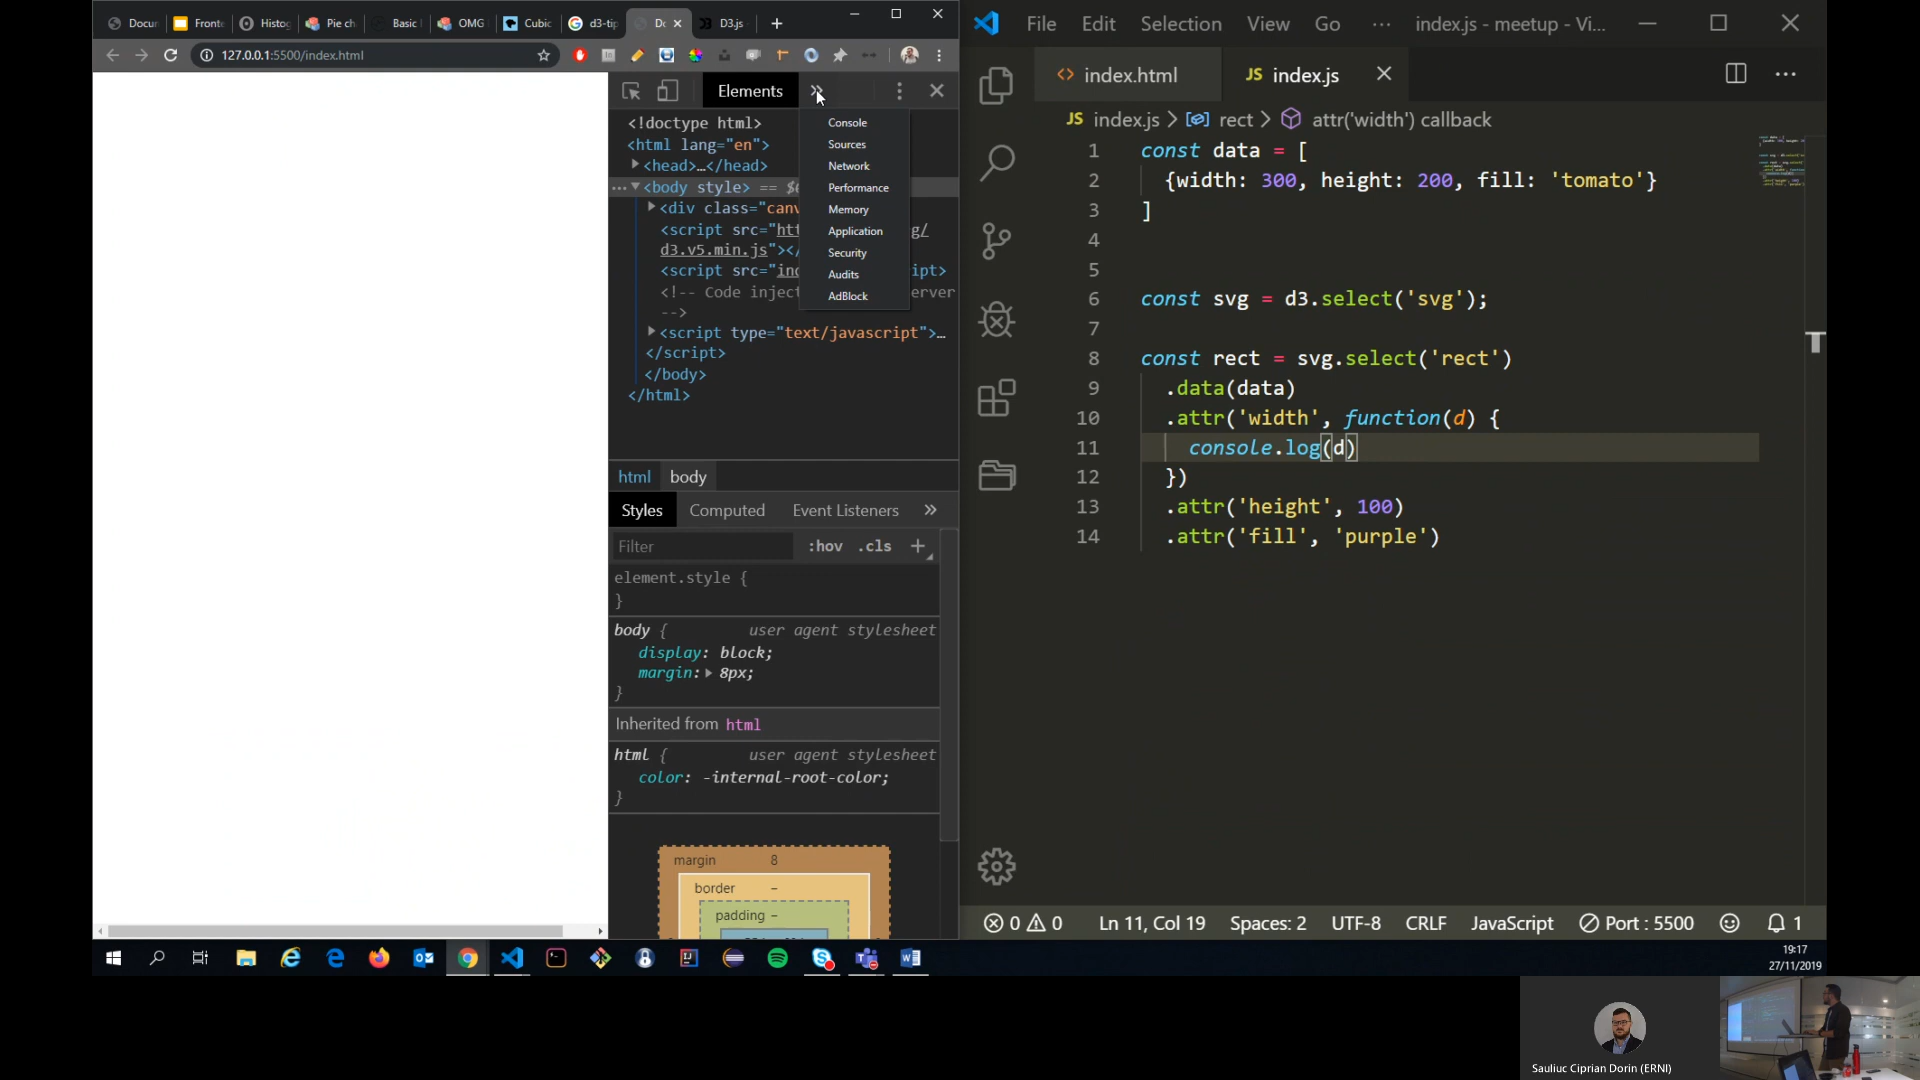 Docun
Fronte
Histog
Pie ch
Basic
OMG
Cubic
d3-tip
Do
D3.js
127.0.0.1:5500/index.html
Elements
Console
Sources
Network
Performance
Memory
Application
Security
Audits
AdBlock
<!doctype html>
<html lang="en">
<head>…</head>
<body style> == $
<div class="canv
<script src="htt g/
d3.v5.min.js"></
<script src="ind ipt>
<!-- Code inject erver
-->
<script type="text/javascript">…
</script>
</body>
</html>
html body
Styles Computed Event Listeners
Filter :hov .cls +
element.style {
}
body { user agent stylesheet
display: block;
margin: 8px;
}
Inherited from html
html { user agent stylesheet
color: -internal-root-color;
}
margin 8
border –
padding –
File Edit Selection View Go ··· index.js - meetup - Vi...
index.html
JS index.js
JS index.js > rect > attr('width') callback
1 const data = [
2 {width: 300, height: 200, fill: 'tomato'}
3 ]
4
5
6 const svg = d3.select('svg');
7
8 const rect = svg.select('rect')
9 .data(data)
10 .attr('width', function(d) {
11 console.log(d)
12 })
13 .attr('height', 100)
14 .attr('fill', 'purple')
0 0 Ln 11, Col 19 Spaces: 2 UTF-8 CRLF JavaScript Port : 5500 1
19:17
27/11/2019
Sauliuc Ciprian Dorin (ERNI)